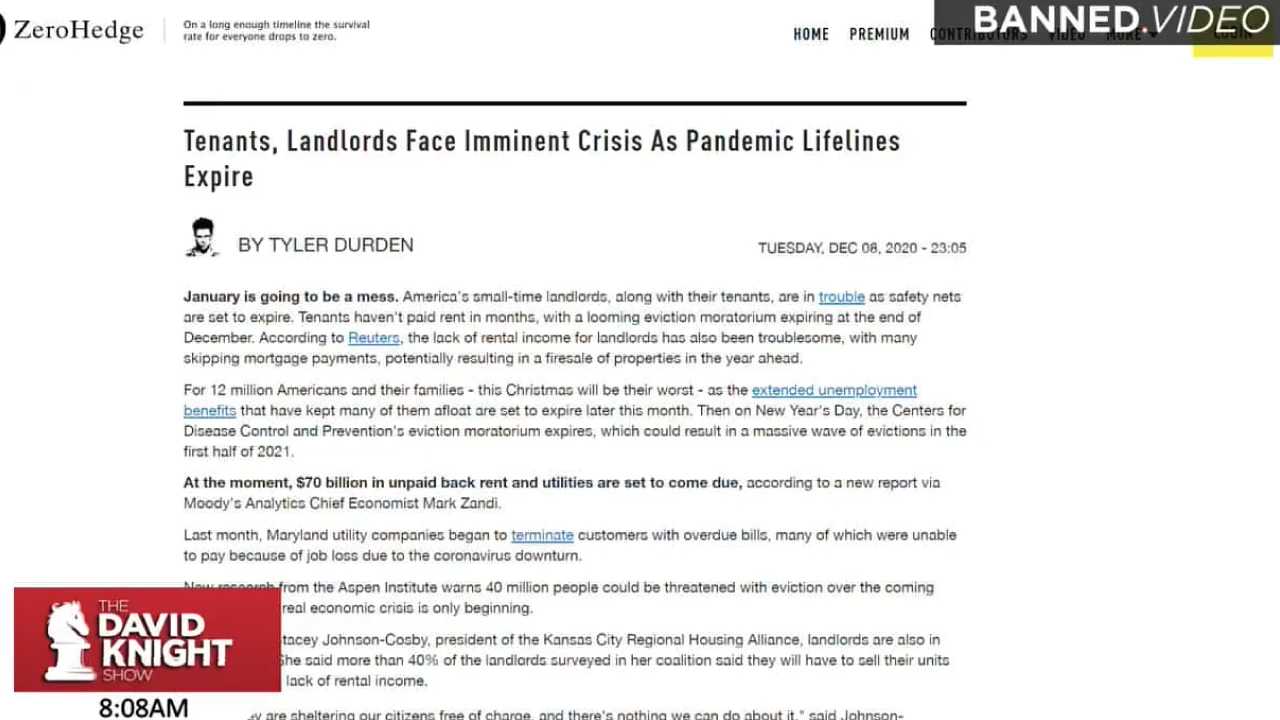 ZeroHedge
On a long enough timeline the survival
rate for everyone drops to zero.
HOME PREMIUM CONTRIBUTORS VIDEO MORE LOGIN
BANNED.VIDEO
Tenants, Landlords Face Imminent Crisis As Pandemic Lifelines
Expire
BY TYLER DURDEN
TUESDAY, DEC 08, 2020 - 23:05
January is going to be a mess. America's small-time landlords, along with their tenants, are in trouble as safety nets
are set to expire. Tenants haven't paid rent in months, with a looming eviction moratorium expiring at the end of
December. According to Reuters, the lack of rental income for landlords has also been troublesome, with many
skipping mortgage payments, potentially resulting in a firesale of properties in the year ahead.
For 12 million Americans and their families - this Christmas will be their worst - as the extended unemployment
benefits that have kept many of them afloat are set to expire later this month. Then on New Year's Day, the Centers for
Disease Control and Prevention's eviction moratorium expires, which could result in a massive wave of evictions in the
first half of 2021.
At the moment, $70 billion in unpaid back rent and utilities are set to come due, according to a new report via
Moody's Analytics Chief Economist Mark Zandi.
Last month, Maryland utility companies began to terminate customers with overdue bills, many of which were unable
to pay because of job loss due to the coronavirus downturn.
New research from the Aspen Institute warns 40 million people could be threatened with eviction over the coming
real economic crisis is only beginning.
tacey Johnson-Cosby, president of the Kansas City Regional Housing Alliance, landlords are also in
he said more than 40% of the landlords surveyed in her coalition said they will have to sell their units
lack of rental income.
are sheltering our citizens free of charge, and there's nothing we can do about it," said Johnson-
THE
DAVID
KNIGHT
SHOW
8:08AM